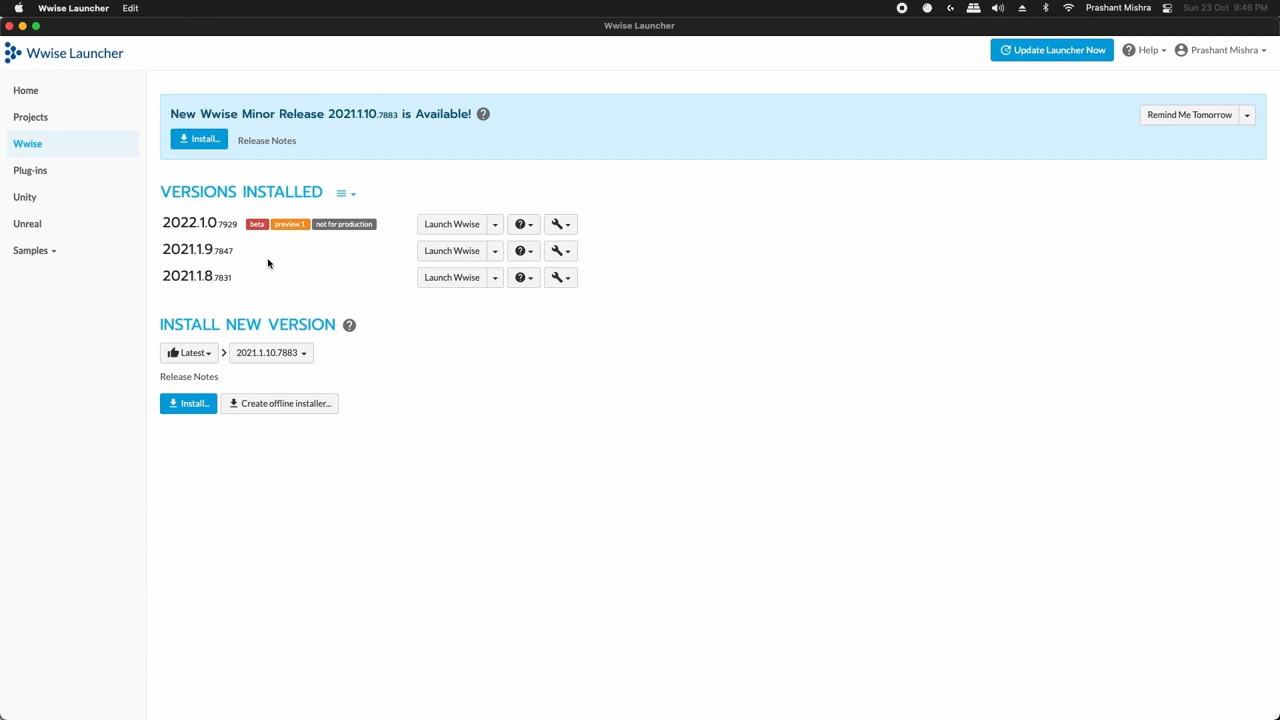 Wwise Launcher Edit Prashant Mishra Sun 23 Oct 9:46 PM
Wwise Launcher
Wwise Launcher Update Launcher Now Help Prashant Mishra
Home
Projects
Wwise
Plug-ins
Unity
Unreal
Samples
New Wwise Minor Release 2021.1.10.7883 is Available!
Remind Me Tomorrow
Install... Release Notes
VERSIONS INSTALLED
2022.1.0.7929 beta preview 1 not for production Launch Wwise
2021.1.9.7847 Launch Wwise
2021.1.8.7831 Launch Wwise
INSTALL NEW VERSION
Latest 2021.1.10.7883
Release Notes
Install... Create offline installer...